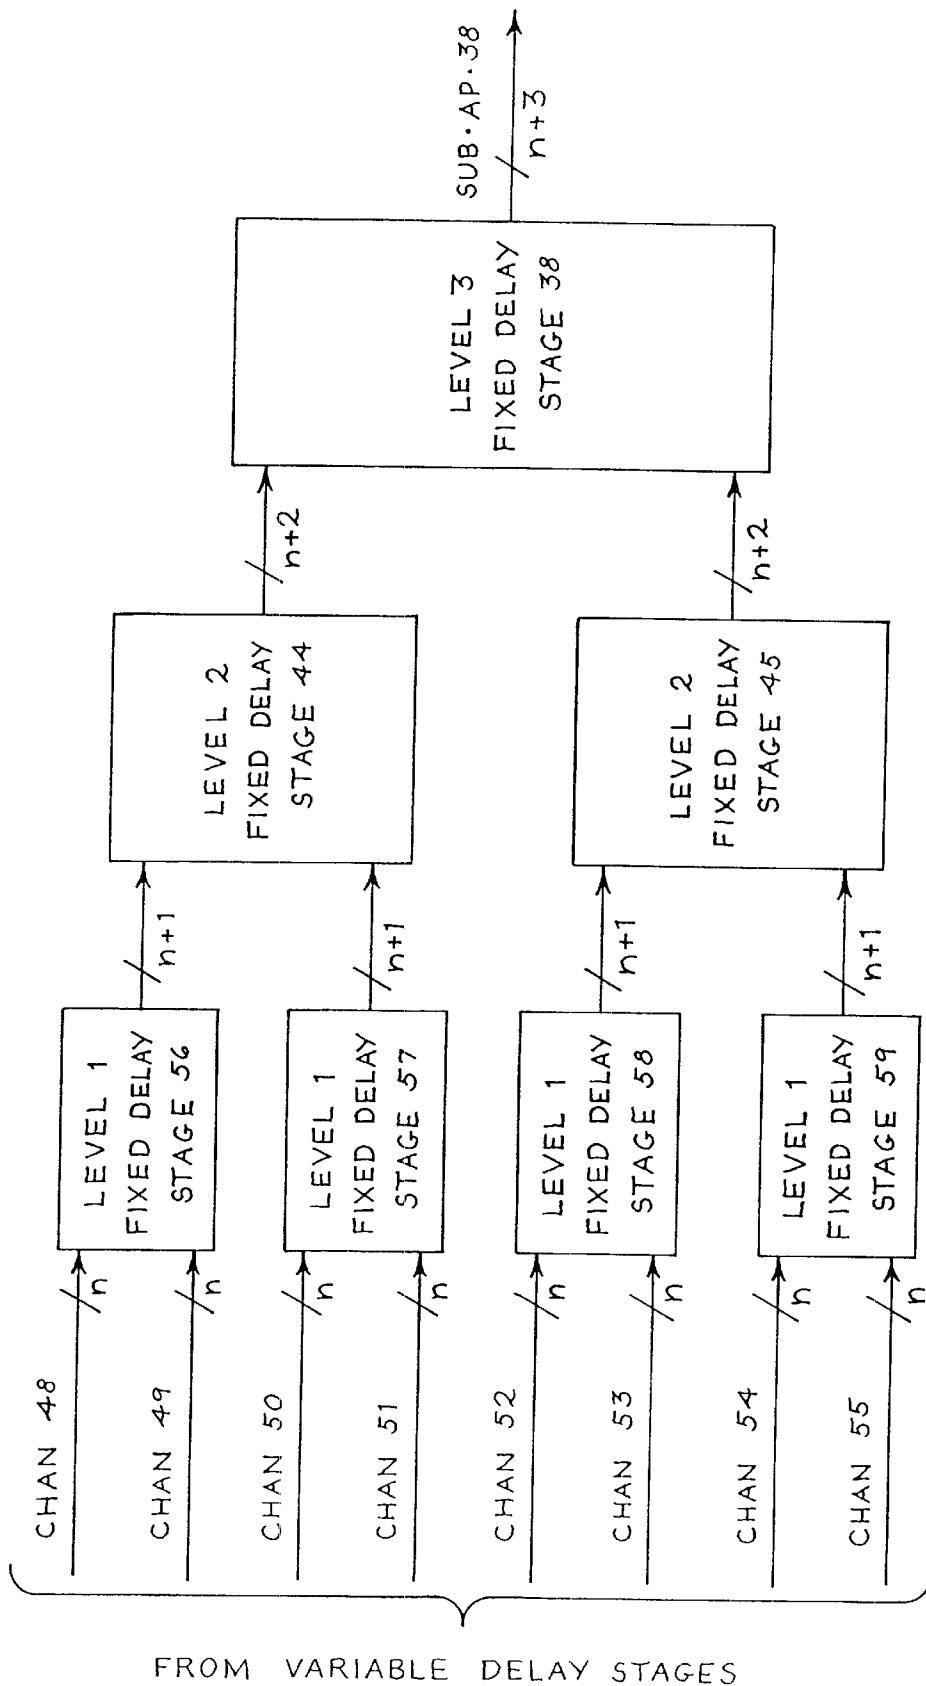 SUB·AP·38
n+3
LEVEL 3
FIXED DELAY
STAGE 38
n+2
n+2
LEVEL 2
FIXED DELAY
STAGE 44
LEVEL 2
FIXED DELAY
STAGE 45
n+1
n+1
n+1
n+1
LEVEL 1
FIXED DELAY
STAGE 56
LEVEL 1
FIXED DELAY
STAGE 57
LEVEL 1
FIXED DELAY
STAGE 58
LEVEL 1
FIXED DELAY
STAGE 59
n
n
n
n
n
n
n
n
CHAN 48
CHAN 49
CHAN 50
CHAN 51
CHAN 52
CHAN 53
CHAN 54
CHAN 55
FROM VARIABLE DELAY STAGES